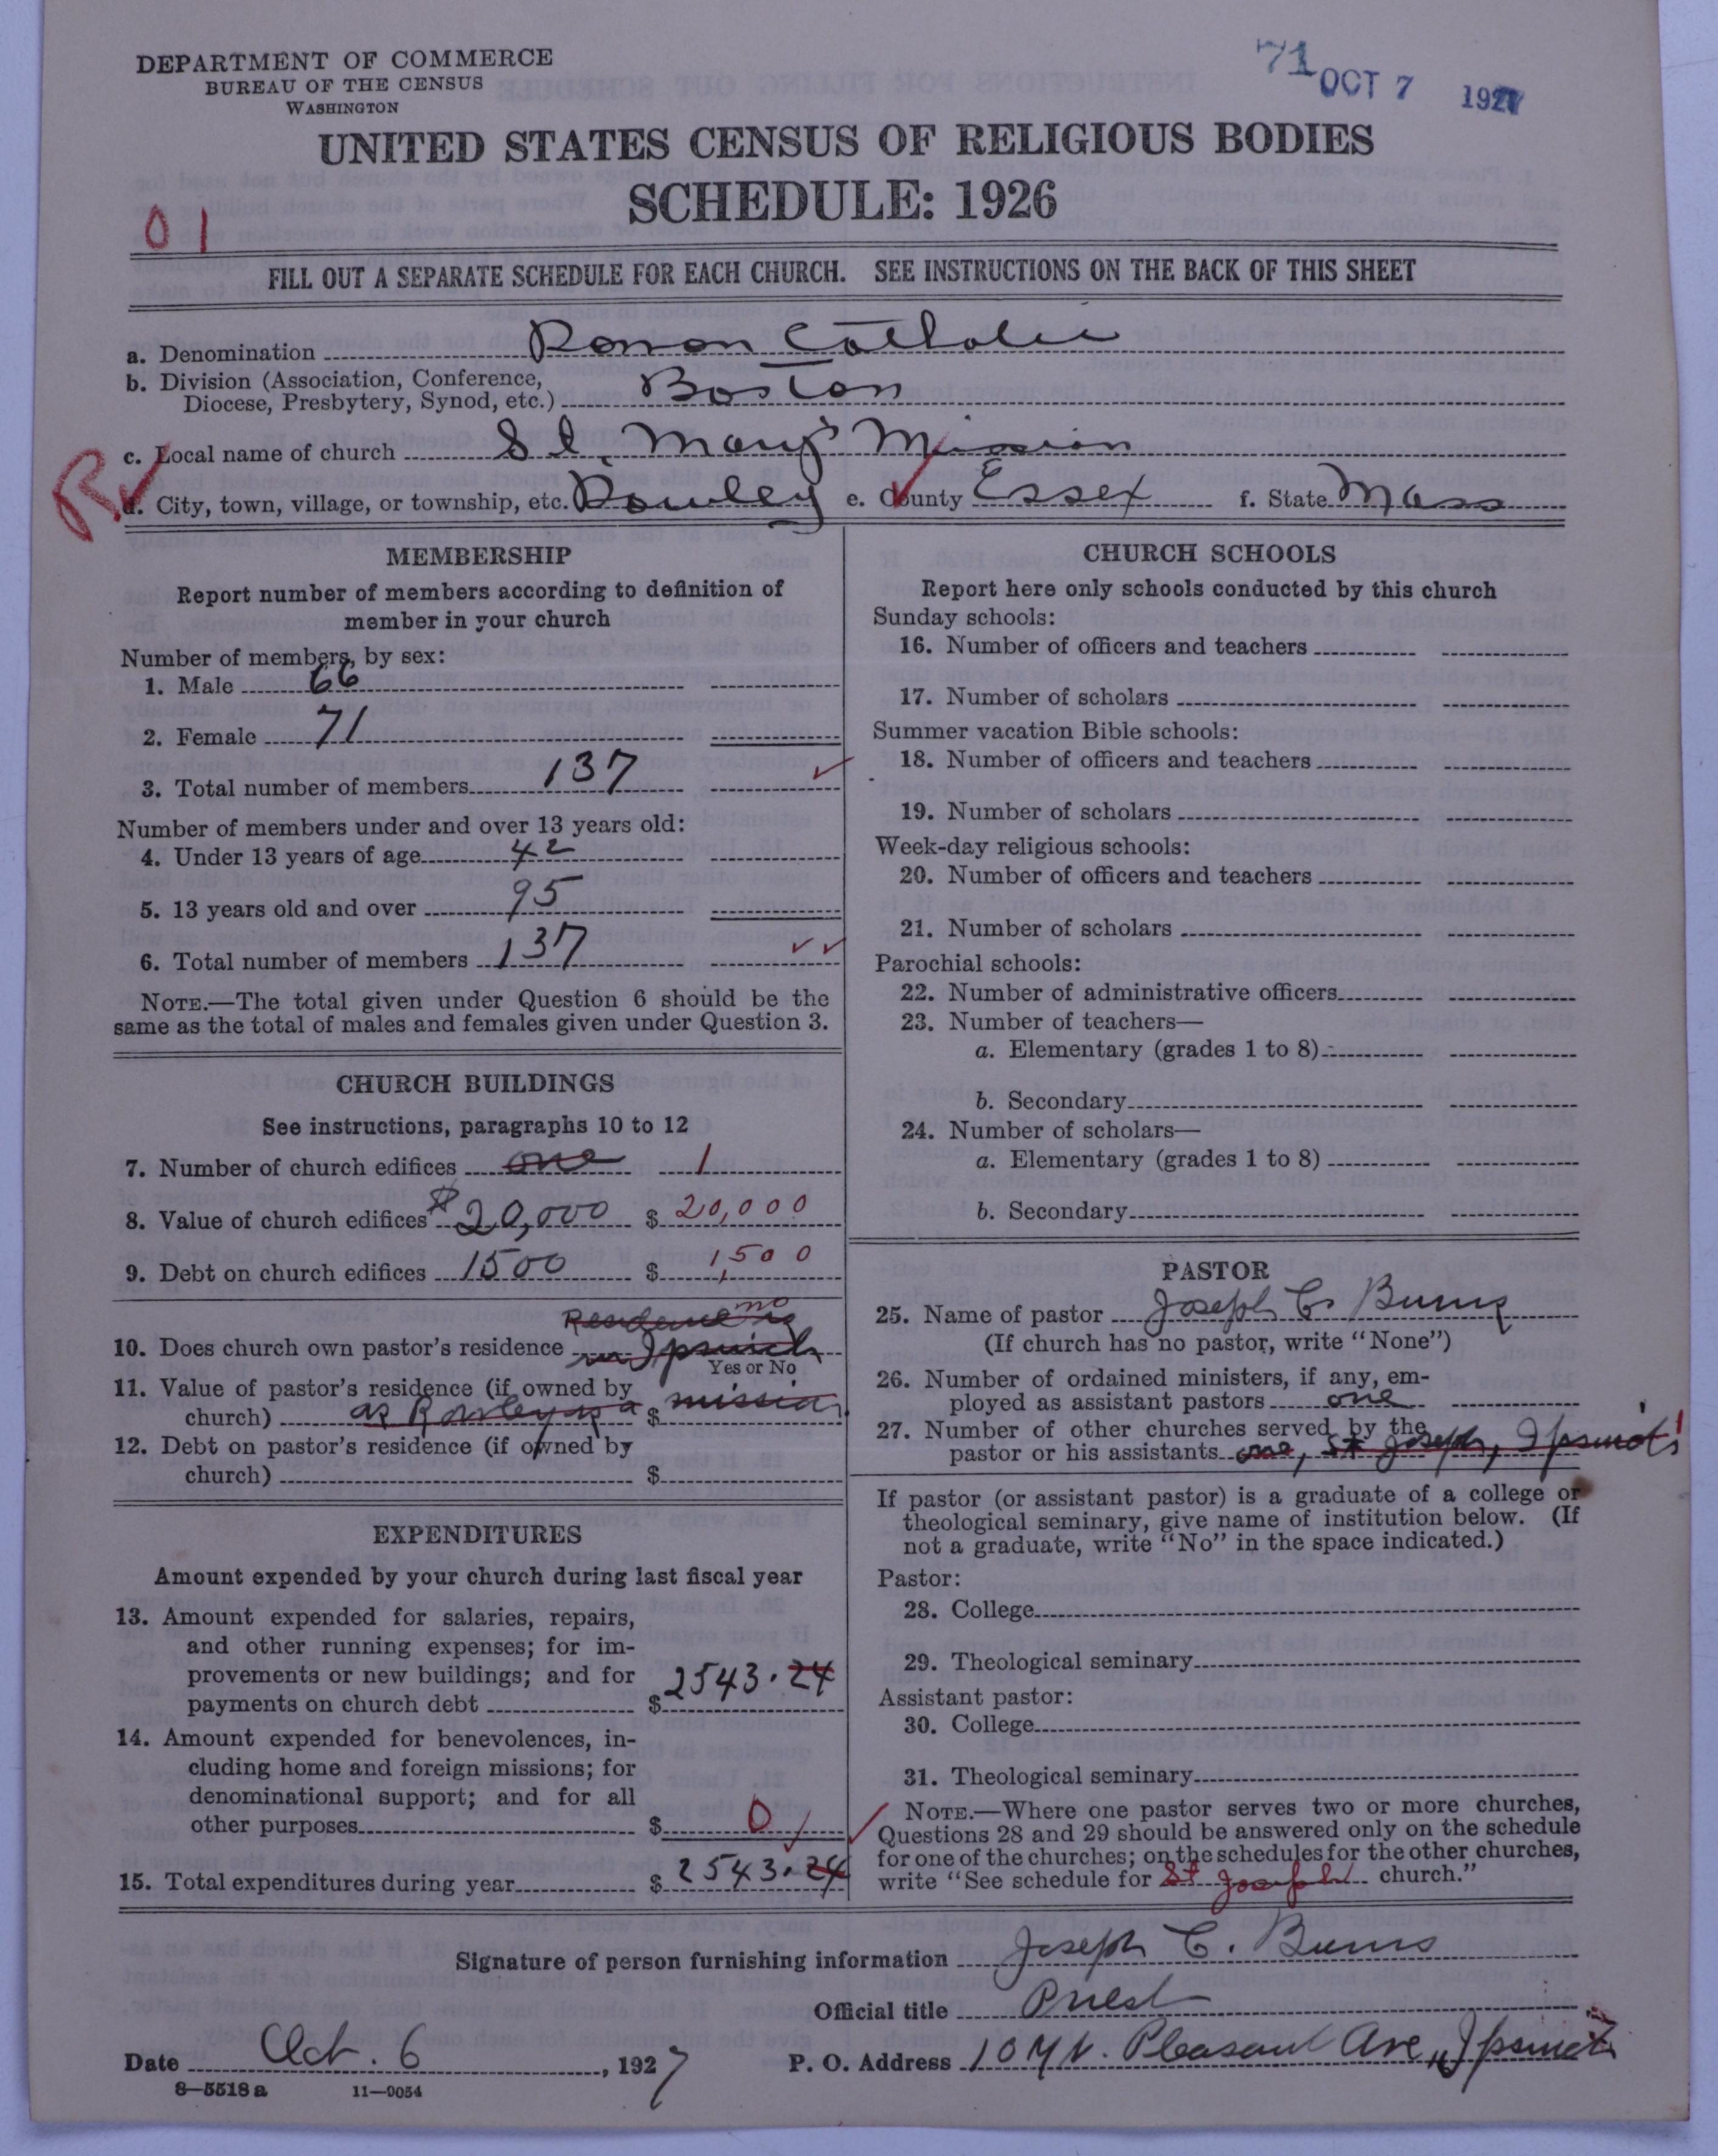 DEPARTMENT OF COMMERCE
BUREAU OF THE CENSUS
WASHINGTON
71 OCT 7 1927
UNITED STATES CENSUS OF RELIGIOUS BODIES
SCHEDULE: 1926
01
FILL OUT A SEPARATE SCHEDULE FOR EACH CHURCH. SEE INSTRUCTIONS ON THE BACK OF THIS SHEET
a. Denomination Roman Catholic
b. Division (Association, Conference,
Diocese, Presbytery, Synod, etc.) Boston
c. Local name of church St. Mary's Mission
R
d. City, town, village, or township, etc. Rowley e. County Essex f. State Mass
MEMBERSHIP
Report number of members according to definition of
member in your church
Number of members, by sex:
1. Male 66
2. Female 71
3. Total number of members 137
Number of members under and over 13 years old:
4. Under 13 years of age 42
5. 13 years old and over 95
6. Total number of members 137
NOTE.—The total given under Question 6 should be the
same as the total of males and females given under Question 3.
CHURCH BUILDINGS
See instructions, paragraphs 10 to 12
7. Number of church edifices one 1
8. Value of church edifices $20,000 $ 20,000
9. Debt on church edifices 1500 $ 1,500
Residence is no
10. Does church own pastor's residence in Ipswich
Yes or No
11. Value of pastor's residence (if owned by
church) as Rowley is a $ mission
12. Debt on pastor's residence (if owned by
church) $
EXPENDITURES
Amount expended by your church during last fiscal year
13. Amount expended for salaries, repairs,
and other running expenses; for im-
provements or new buildings; and for
payments on church debt $ 2543.24
14. Amount expended for benevolences, in-
cluding home and foreign missions; for
denominational support; and for all
other purposes $ 0
15. Total expenditures during year $ 2543.24
CHURCH SCHOOLS
Report here only schools conducted by this church
Sunday schools:
16. Number of officers and teachers
17. Number of scholars
Summer vacation Bible schools:
18. Number of officers and teachers
19. Number of scholars
Week-day religious schools:
20. Number of officers and teachers
21. Number of scholars
Parochial schools:
22. Number of administrative officers
23. Number of teachers—
a. Elementary (grades 1 to 8)
b. Secondary
24. Number of scholars—
a. Elementary (grades 1 to 8)
b. Secondary
PASTOR
25. Name of pastor Joseph C. Burns
(If church has no pastor, write "None")
26. Number of ordained ministers, if any, em-
ployed as assistant pastors one
27. Number of other churches served by the
pastor or his assistants one, St Joseph, Ipswich 1
If pastor (or assistant pastor) is a graduate of a college or
theological seminary, give name of institution below. (If
not a graduate, write "No" in the space indicated.)
Pastor:
28. College
29. Theological seminary
Assistant pastor:
30. College
31. Theological seminary
NOTE.—Where one pastor serves two or more churches,
Questions 28 and 29 should be answered only on the schedule
for one of the churches; on the schedules for the other churches,
write "See schedule for St Joseph church."
Signature of person furnishing information Joseph C. Burns
Official title Priest
Date Oct. 6, 1927 P. O. Address 10 Mt. Pleasant Ave, Ipswich
8—5518 a 11—9054